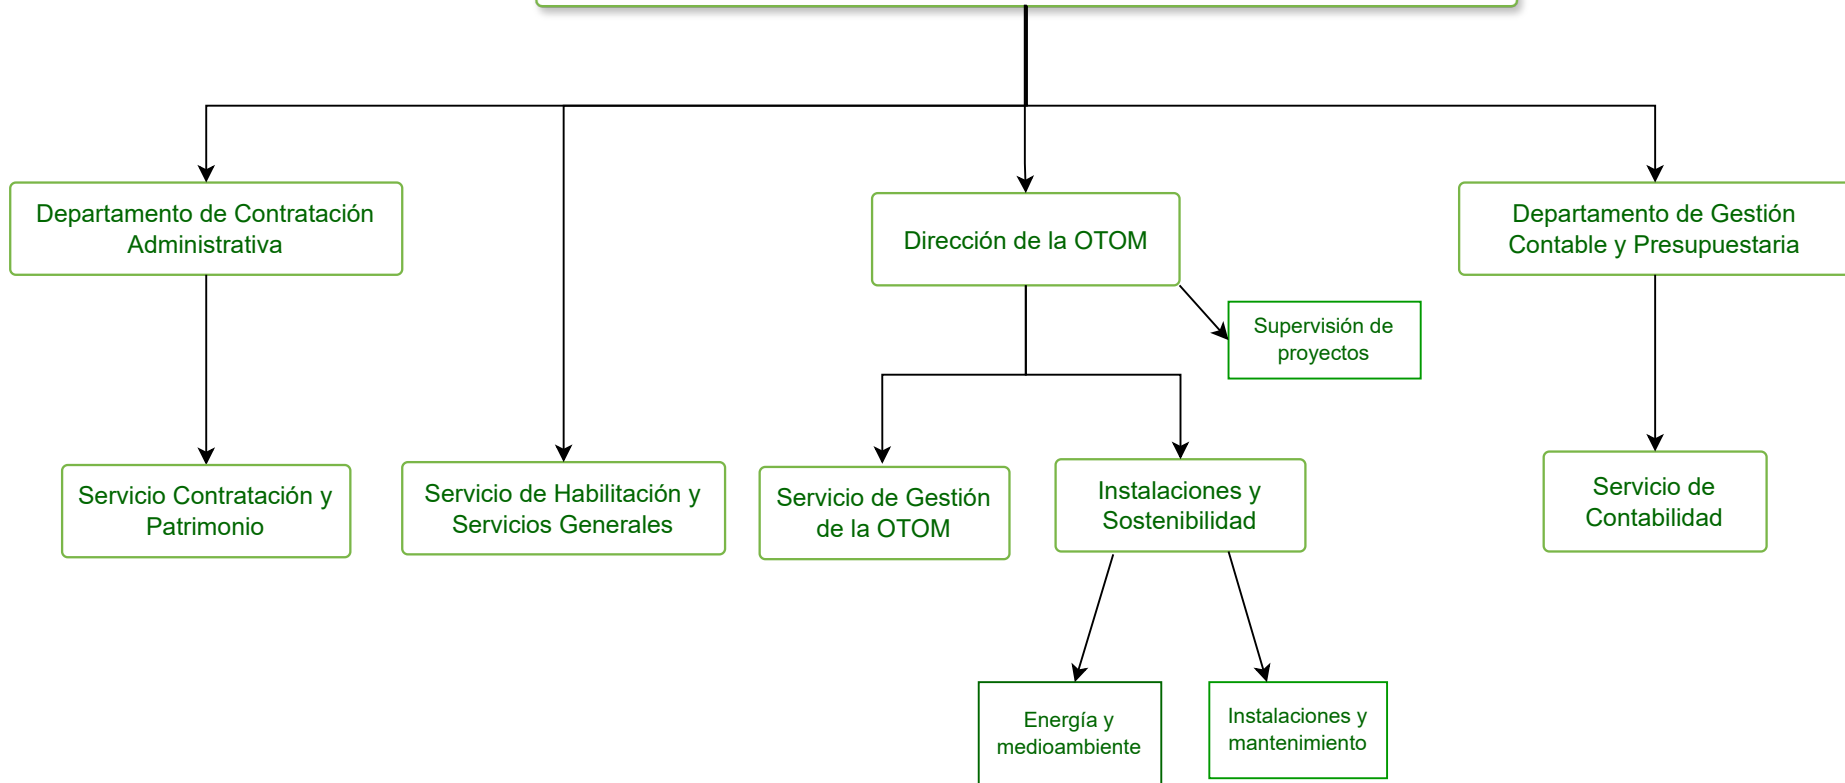 Departamento de Contratación
Administrativa
Dirección de la OTOM
Departamento de Gestión
Contable y Presupuestaria
Supervisión de
proyectos
Servicio Contratación y
Patrimonio
Servicio de Habilitación y
Servicios Generales
Servicio de Gestión
de la OTOM
Instalaciones y
Sostenibilidad
Servicio de
Contabilidad
Energía y
medioambiente
Instalaciones y
mantenimiento